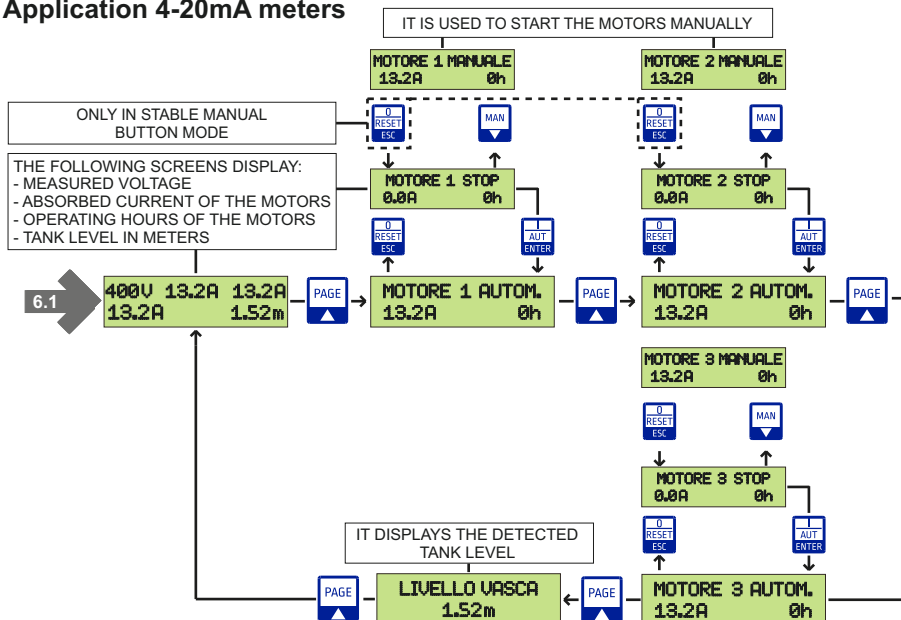 Application 4-20mA meters
IT IS USED TO START THE MOTORS MANUALLY
MOTORE 1 MANUALE
13.2A 0h
MOTORE 2 MANUALE
13.2A 0h
ONLY IN STABLE MANUAL
BUTTON MODE
0
RESET
ESC
MAN
0
RESET
ESC
MAN
THE FOLLOWING SCREENS DISPLAY:
- MEASURED VOLTAGE
- ABSORBED CURRENT OF THE MOTORS
- OPERATING HOURS OF THE MOTORS
- TANK LEVEL IN METERS
MOTORE 1 STOP
0.0A 0h
MOTORE 2 STOP
0.0A 0h
0
RESET
ESC
I
AUT
ENTER
0
RESET
ESC
I
AUT
ENTER
6.1
400V 13.2A 13.2A
13.2A 1.52m
PAGE
MOTORE 1 AUTOM.
13.2A 0h
PAGE
MOTORE 2 AUTOM.
13.2A 0h
PAGE
MOTORE 3 MANUALE
13.2A 0h
0
RESET
ESC
MAN
MOTORE 3 STOP
0.0A 0h
0
RESET
ESC
I
AUT
ENTER
IT DISPLAYS THE DETECTED
TANK LEVEL
PAGE
LIVELLO VASCA
1.52m
PAGE
MOTORE 3 AUTOM.
13.2A 0h